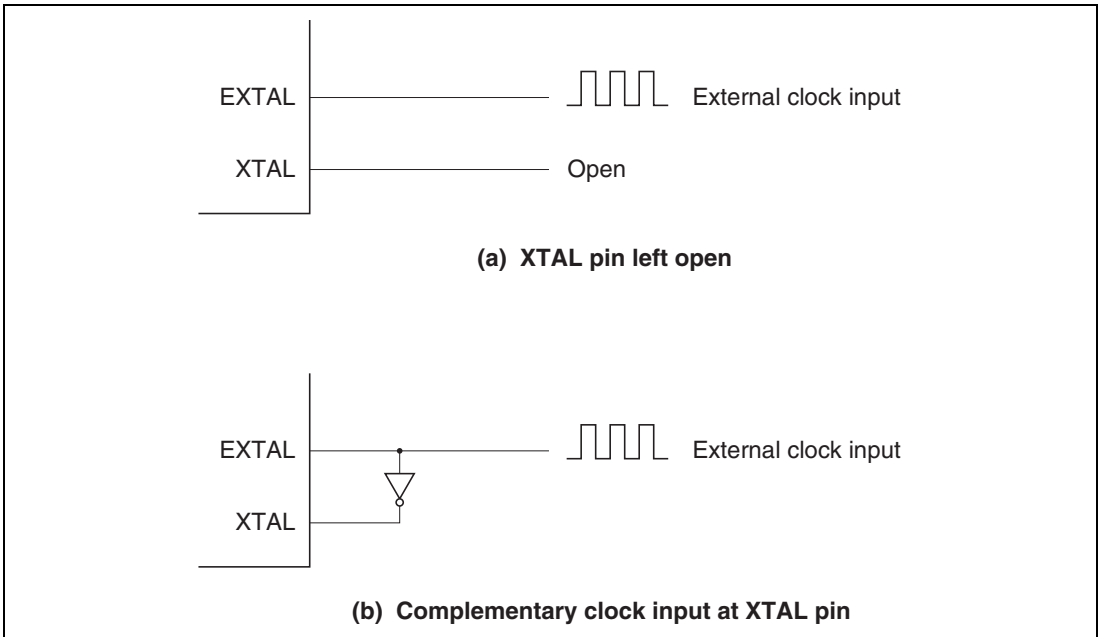 EXTAL
External clock input
XTAL
Open
(a) XTAL pin left open
EXTAL
External clock input
XTAL
(b) Complementary clock input at XTAL pin